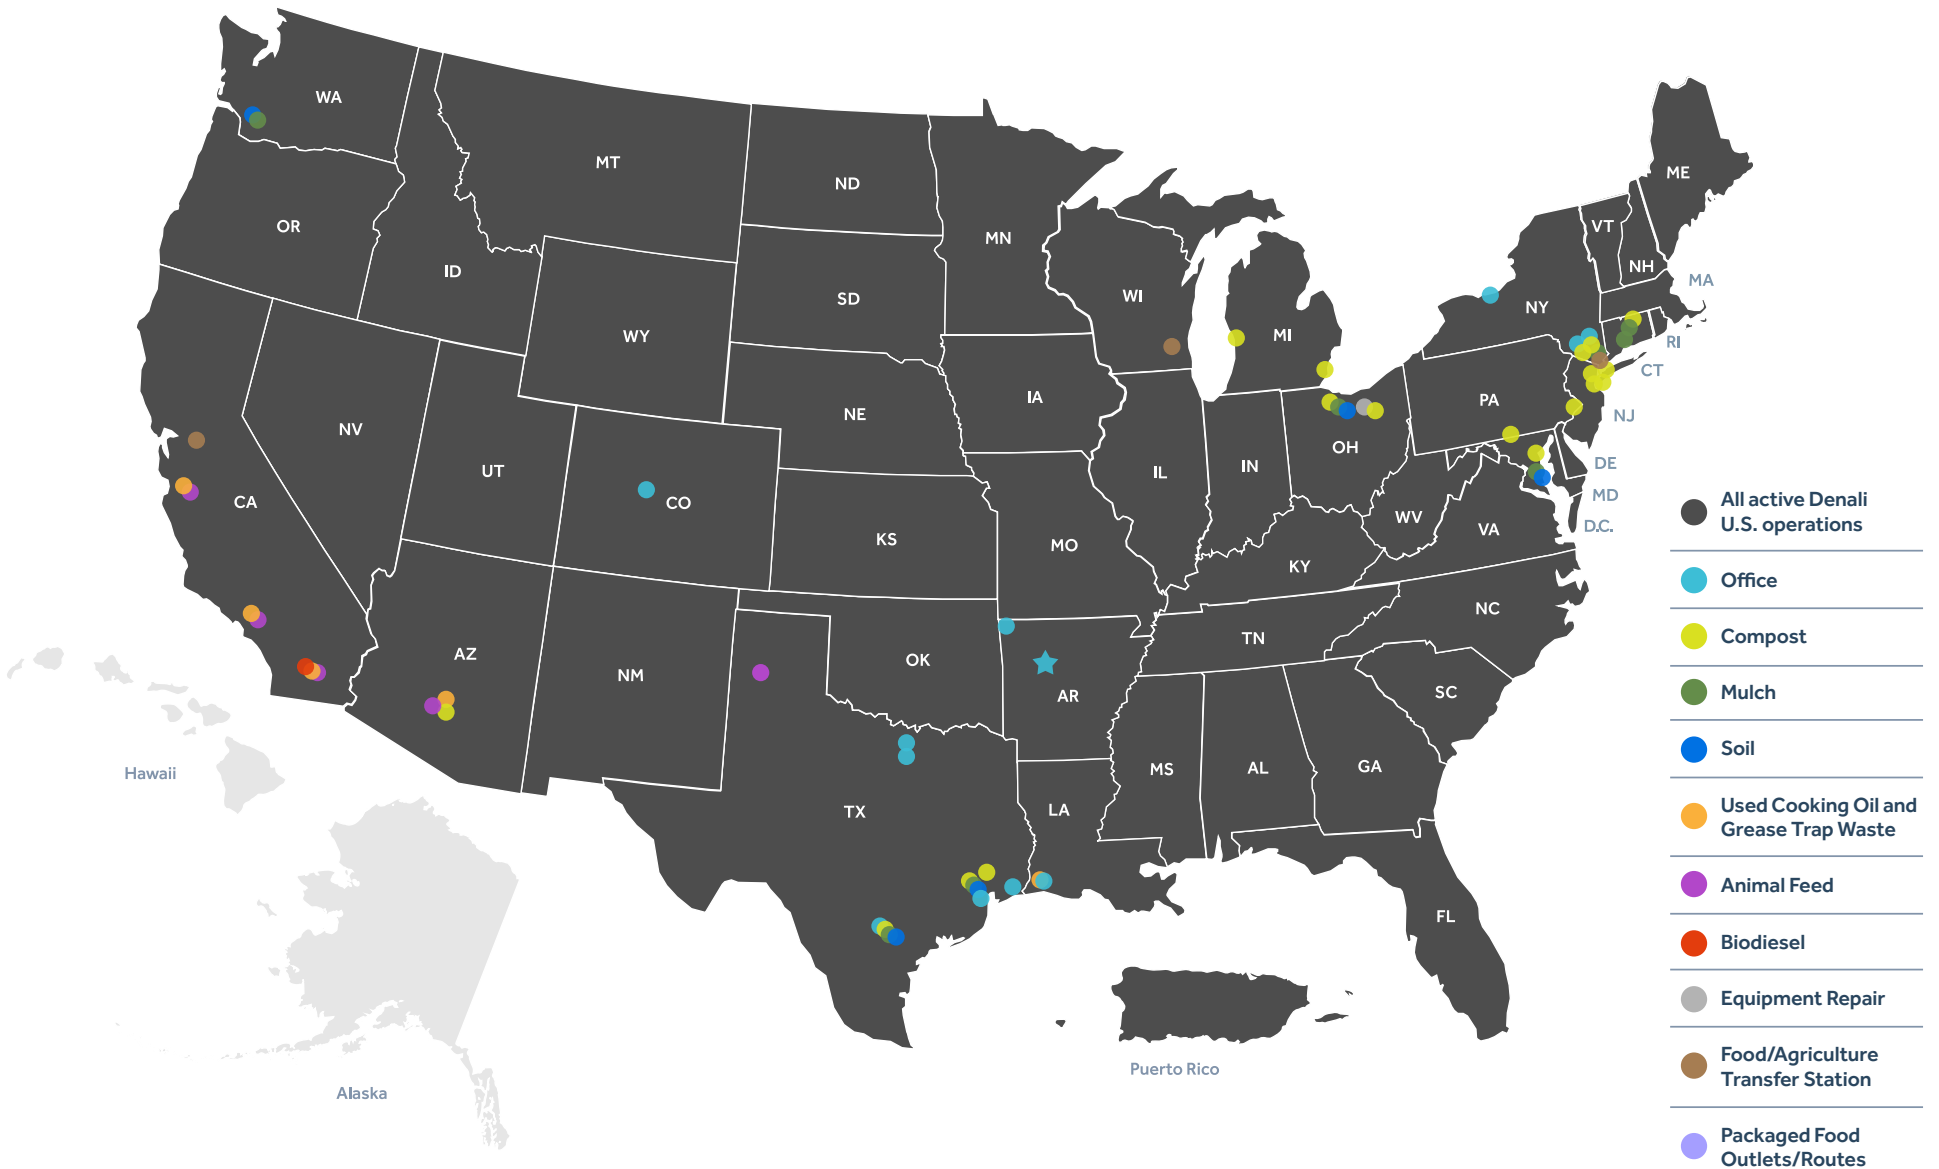 WA
MT
ND
MN
ME
OR
ID
SD
WI
MI
VT
NH
MA
NY
WY
RI
CT
NE
IA
PA
NJ
NV
UT
CO
KS
MO
IL
IN
OH
WV
VA
DE
MD
D.C.
CA
KY
NC
AZ
NM
OK
TN
AR
SC
TX
LA
MS
AL
GA
FL
Hawaii
Alaska
Puerto Rico
All active Denali
U.S. operations
Office
Compost
Mulch
Soil
Used Cooking Oil and
Grease Trap Waste
Animal Feed
Biodiesel
Equipment Repair
Food/Agriculture
Transfer Station
Packaged Food
Outlets/Routes